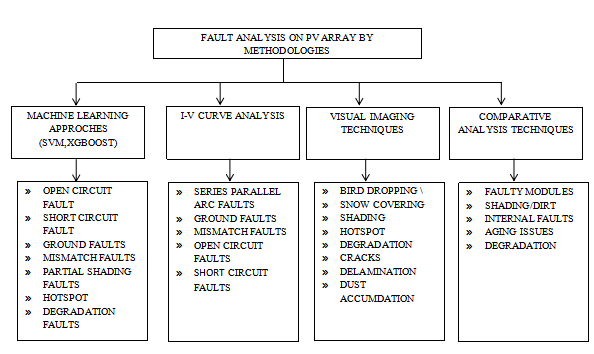 FAULT ANALYSIS ON PV ARRAY BY
METHODOLOGIES
MACHINE LEARNING
APPROCHES
(SVM,XGBOOST)
I-V CURVE ANALYSIS
VISUAL IMAGING
TECHNIQUES
COMPARATIVE
ANALYSIS TECHNIQUES
» OPEN CIRCUIT
FAULT
» SHORT CIRCUIT
FAULT
» GROUND FAULTS
» MISMATCH FAULTS
» PARTIAL SHADING
FAULTS
» HOTSPOT
» DEGRADATION
FAULTS
» SERIES PARALLEL
ARC FAULTS
» GROUND FAULTS
» MISMATCH FAULTS
» OPEN CIRCUIT
FAULTS
» SHORT CIRCUIT
FAULTS
» BIRD DROPPING \
» SNOW COVERING
» SHADING
» HOTSPOT
» DEGRADATION
» CRACKS
» DELAMINATION
» DUST
ACCUMDATION
» FAULTY MODULES
» SHADING/DIRT
» INTERNAL FAULTS
» AGING ISSUES
» DEGRADATION